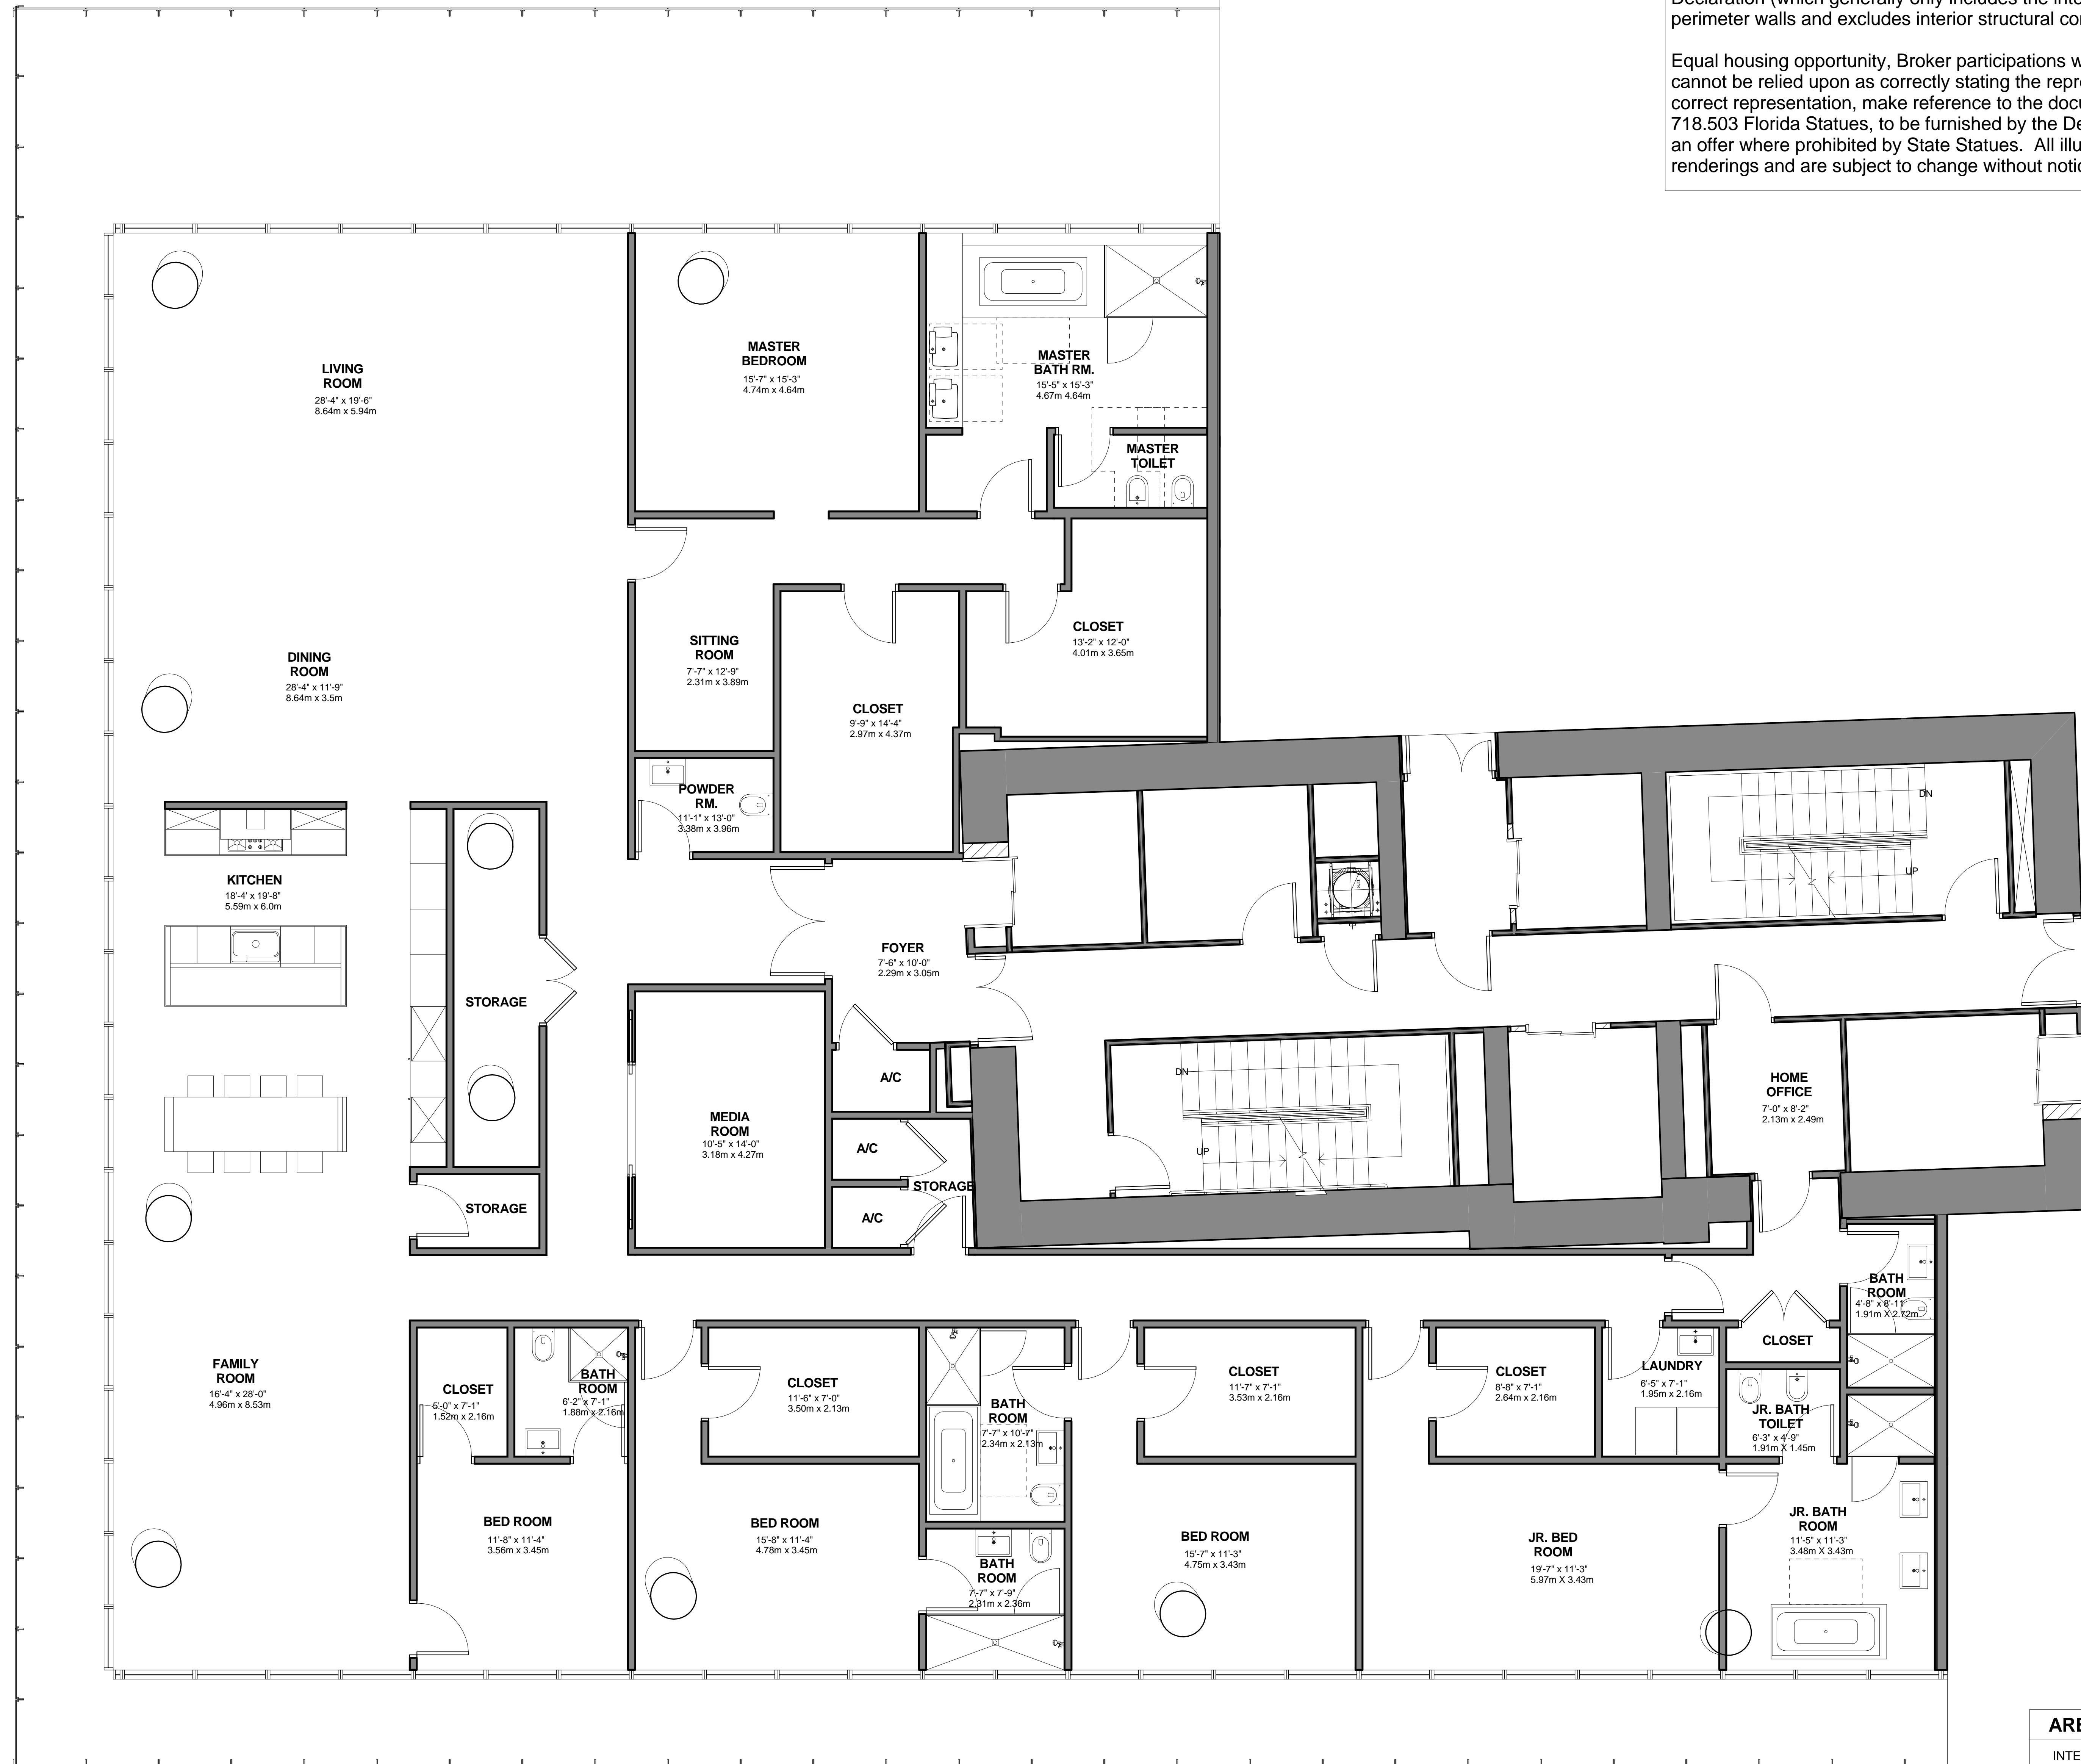 perimeter walls and excludes interior structural
Equal housing opportunity, Broker participations
cannot be relied upon as correctly stating the
correct representation, make reference to the
718.503 Florida Statues, to be furnished by the
an offer where prohibited by State Statues. All
renderings and are subject to change without
LIVING
ROOM
28'-4" x 19'-6"
8.64m x 5.94m
MASTER
BEDROOM
15'-7" x 15'-3"
4.74m x 4.64m
MASTER
BATH RM.
15'-5" x 15'-3"
4.67m 4.64m
MASTER
TOILET
DINING
ROOM
28'-4" x 11'-9"
8.64m x 3.5m
SITTING
ROOM
7'-7" x 12'-9"
2.31m x 3.89m
CLOSET
13'-2" x 12'-0"
4.01m x 3.65m
CLOSET
9'-9" x 14'-4"
2.97m x 4.37m
POWDER
RM.
11'-1" x 13'-0"
3.38m x 3.96m
DN
UP
KITCHEN
18'-4' x 19'-8"
5.59m x 6.0m
FOYER
7'-6" x 10'-0"
2.29m x 3.05m
STORAGE
A/C
DN
UP
HOME
OFFICE
7'-0" x 8'-2"
2.13m x 2.49m
MEDIA
ROOM
10'-5" x 14'-0"
3.18m x 4.27m
A/C
STORAGE
STORAGE
A/C
BATH
ROOM
4'-8" x 8'-11
1.91m X 2.72m
FAMILY
ROOM
16'-4" x 28'-0"
4.96m x 8.53m
CLOSET
5'-0" x 7'-1"
1.52m x 2.16m
BATH
ROOM
6'-2" x 7'-1"
1.88m x 2.16m
CLOSET
11'-6" x 7'-0"
3.50m x 2.13m
BATH
ROOM
7'-7" x 10'-7"
2.34m x 2.13m
CLOSET
11'-7" x 7'-1"
3.53m x 2.16m
CLOSET
8'-8" x 7'-1"
2.64m x 2.16m
LAUNDRY
6'-5" x 7'-1"
1.95m x 2.16m
CLOSET
JR. BATH
TOILET
6'-3" x 4'-9"
1.91m X 1.45m
BED ROOM
11'-8" x 11'-4"
3.56m x 3.45m
BED ROOM
15'-8" x 11'-4"
4.78m x 3.45m
BATH
ROOM
7'-7" x 7'-9"
2.31m x 2.36m
BED ROOM
15'-7" x 11'-3"
4.75m x 3.43m
JR. BED
ROOM
19'-7" x 11'-3"
5.97m X 3.43m
JR. BATH
ROOM
11'-5" x 11'-3"
3.48m X 3.43m